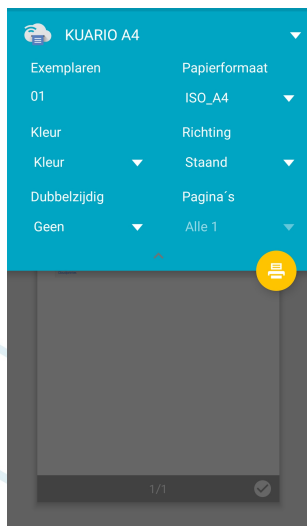 KUARIO A4
Exemplaren Papierformaat
01 ISO_A4
Kleur Richting
Kleur Staand
Dubbelzijdig Pagina´s
Geen Alle 1
1/1